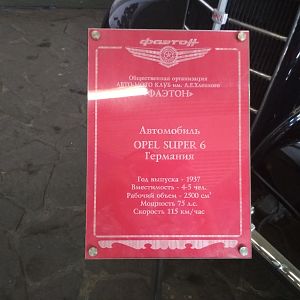 фаэтон
Общественная организация
АВТО-МОТО КЛУБ им. Л.Е.
"ФАЭТОН"
Автомобиль
OPEL SUPER 6
Германия
Год выпуска - 1937
Вместимость - 4-5 чел.
Рабочий объем - 2500 см³
Мощность 75 л.с.
Скорость 115 км/час